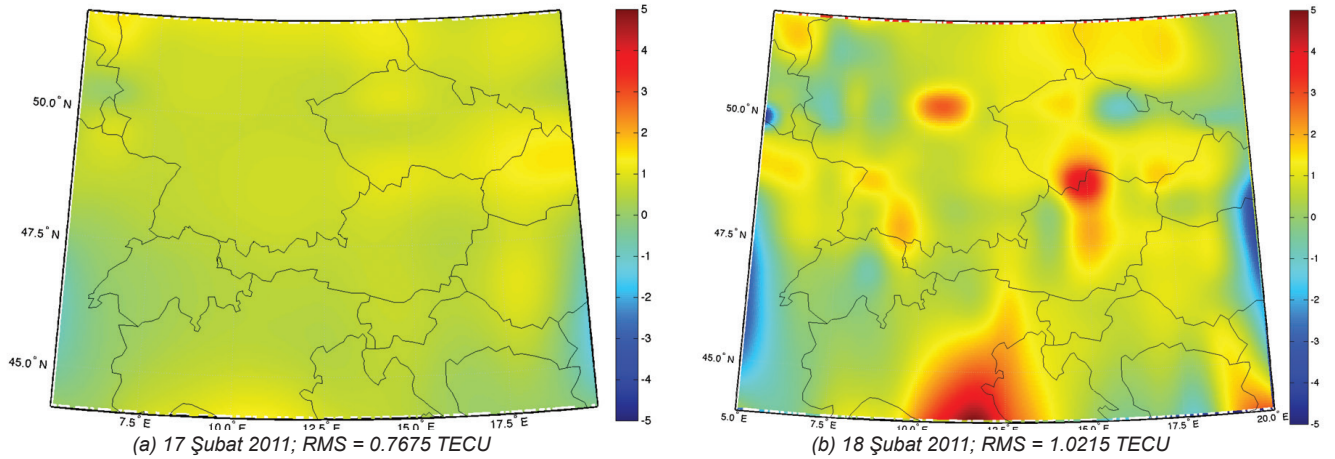 50.0° N
47.5° N
45.0° N
7.5° E
10.0° E
12.5° E
15.0° E
17.5° E
5
4
3
2
1
0
-1
-2
-3
-4
-5
(a) 17 Şubat 2011; RMS = 0.7675 TECU
50.0° N
47.5° N
45.0° N
5.0° E
7.5° E
10.0° E
12.5° E
15.0° E
17.5° E
20.0° E
5
4
3
2
1
0
-1
-2
-3
-4
-5
(b) 18 Şubat 2011; RMS = 1.0215 TECU